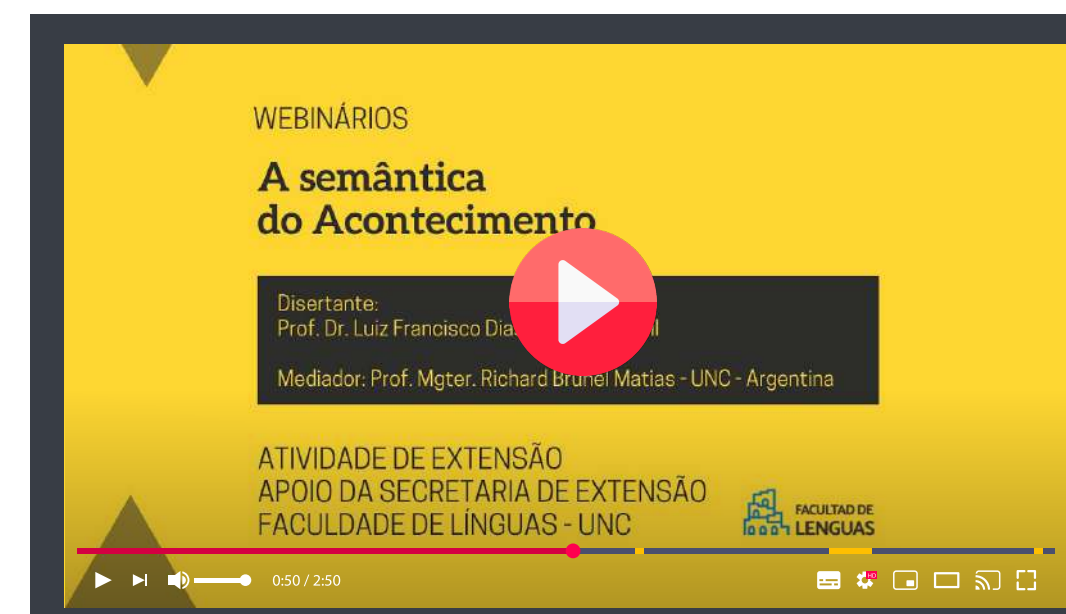 WEBINÁRIOS
A semântica
do Acontecimento
Disertante:
Prof. Dr. Luiz Francisco
Mediador: Prof. Mgter. Richard Brunel Matias - UNC - Argentina
ATIVIDADE DE EXTENSÃO
APOIO DA SECRETARIA DE EXTENSÃO
FACULDADE DE LÍNGUAS - UNC
FACULTAD DE
LENGUAS
0:50 / 2:50
HD